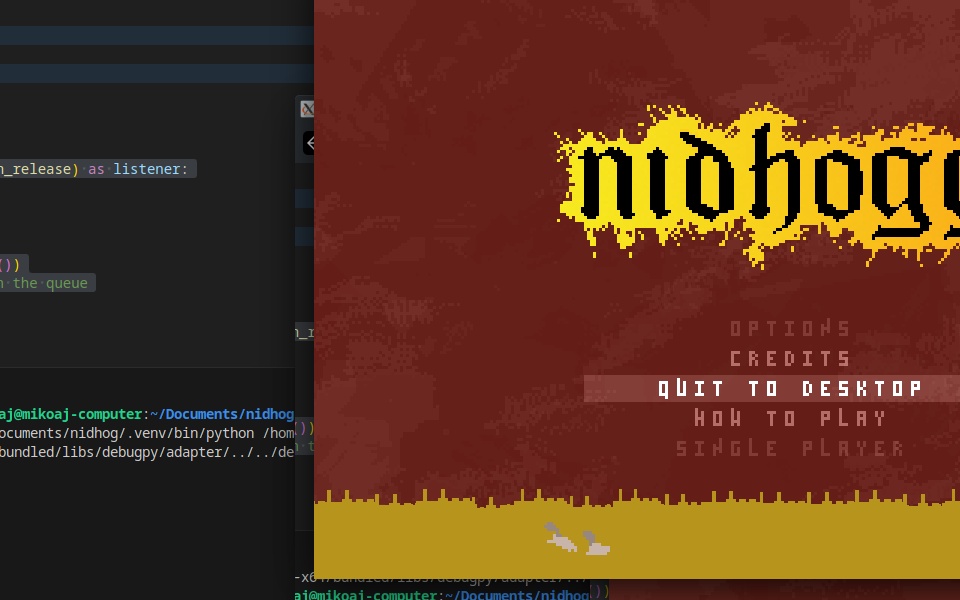 n_release) as listener:
())
n the queue
aj@mikoaj-computer:~/Documents/nidhog
ocuments/nidhog/.venv/bin/python /hom
bundled/libs/debugpy/adapter/../../de
n_r
())
nidhogg
OPTIONS
CREDITS
QUIT TO DESKTOP
HOW TO PLAY
SINGLE PLAYER
-x64/bundled/libs/debugpy/adapter/../
aj@mikoaj-computer:~/Documents/nidhog
))